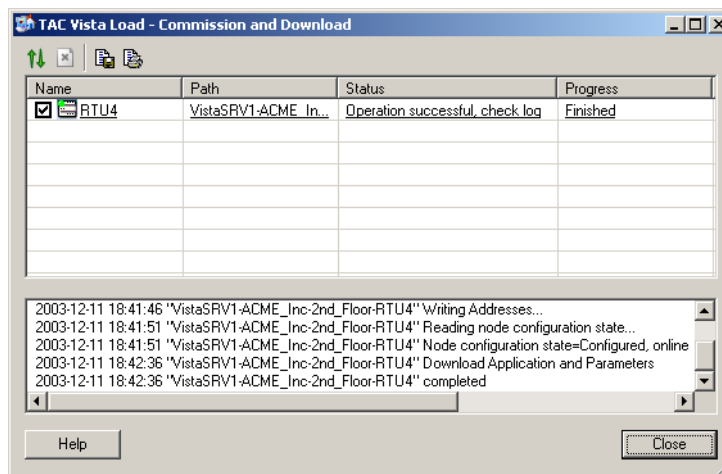 TAC Vista Load - Commission and Download
Name Path Status Progress
RTU4 VistaSRV1-ACME_In... Operation successful, check log Finished
2003-12-11 18:41:46 "VistaSRV1-ACME_Inc-2nd_Floor-RTU4" Writing Addresses...
2003-12-11 18:41:51 "VistaSRV1-ACME_Inc-2nd_Floor-RTU4" Reading node configuration state...
2003-12-11 18:41:51 "VistaSRV1-ACME_Inc-2nd_Floor-RTU4" Node configuration state=Configured, online
2003-12-11 18:42:36 "VistaSRV1-ACME_Inc-2nd_Floor-RTU4" Download Application and Parameters
2003-12-11 18:42:36 "VistaSRV1-ACME_Inc-2nd_Floor-RTU4" completed
Help Close